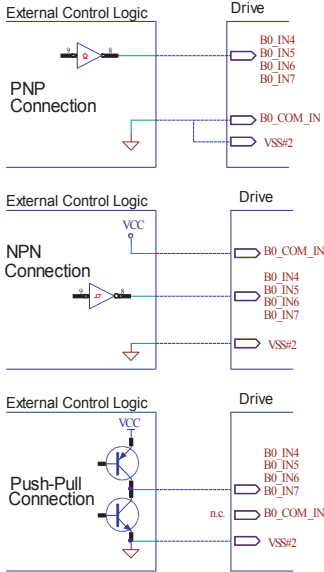 External Control Logic
Drive
9
8
B0_IN4
B0_IN5
B0_IN6
B0_IN7
PNP
Connection
B0_COM_IN
VSS#2
External Control Logic
Drive
VCC
B0_COM_IN
NPN
Connection
B0_IN4
B0_IN5
B0_IN6
B0_IN7
9
8
VSS#2
External Control Logic
Drive
VCC
B0_IN4
B0_IN5
B0_IN6
B0_IN7
Push-Pull
Connection
n.c.
B0_COM_IN
VSS#2